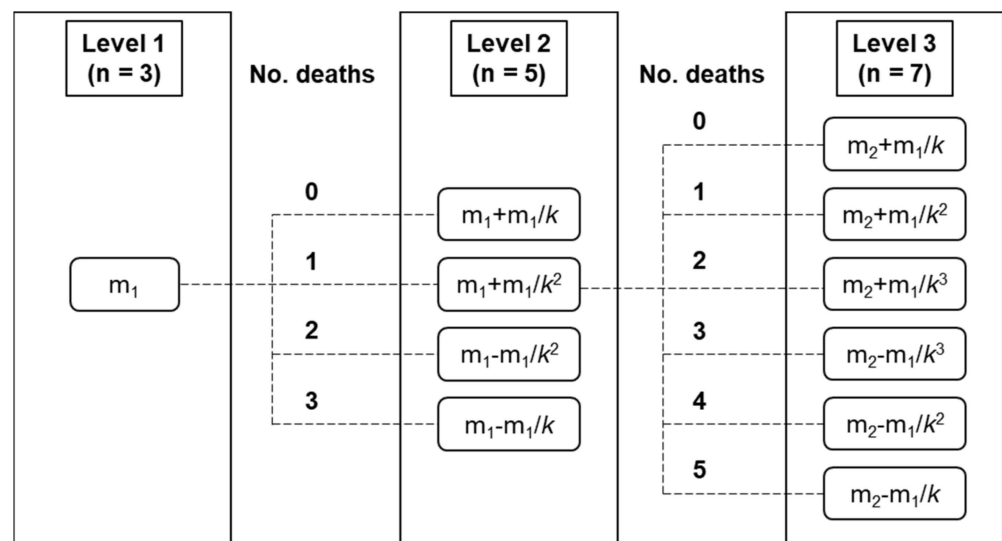 Level 1
(n = 3)
No. deaths
Level 2
(n = 5)
No. deaths
Level 3
(n = 7)
m₁
0
1
2
3
m₁+m₁/k
m₁+m₁/k²
m₁-m₁/k²
m₁-m₁/k
0
1
2
3
4
5
m₂+m₁/k
m₂+m₁/k²
m₂+m₁/k³
m₂-m₁/k³
m₂-m₁/k²
m₂-m₁/k